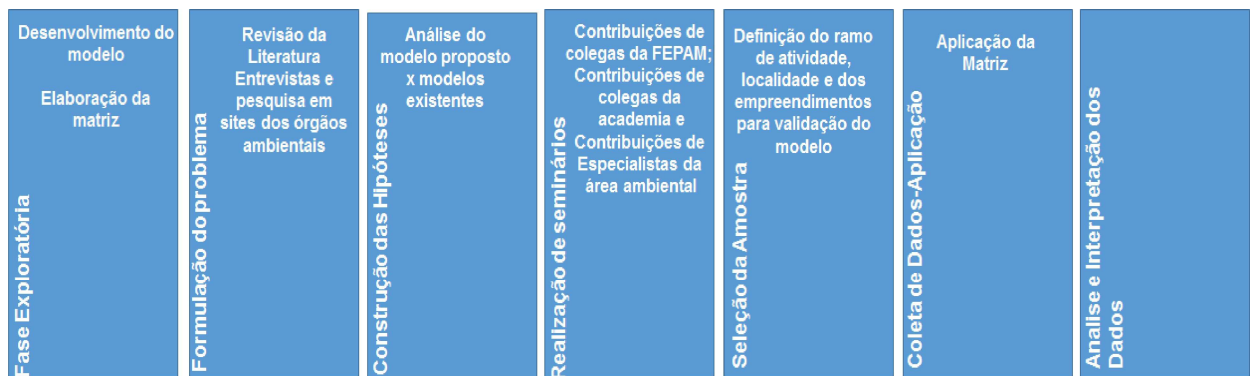 Desenvolvimento do
modelo
Elaboração da
matriz
Fase Exploratória
Revisão da
Literatura
Entrevistas e
pesquisa em
sites dos órgãos
ambientais
Formulação do problema
Análise do
modelo proposto
x modelos
existentes
Construção das Hipóteses
Contribuições de
colegas da FEPAM;
Contribuições de
colegas da
academia e
Contribuições de
Especialistas da
área ambiental
Realização de seminários
Definição do ramo
de atividade,
localidade e dos
empreendimentos
para validação do
modelo
Seleção da Amostra
Aplicação da
Matriz
Coleta de Dados-Aplicação
Analise e Interpretação dos
Dados